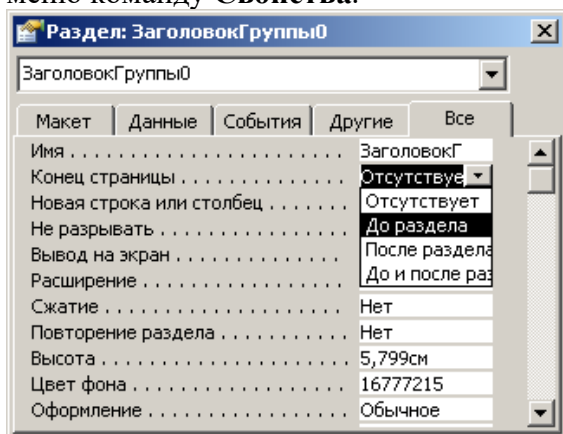 меню команду Свойства.
Раздел: ЗаголовокГруппы0
ЗаголовокГруппы0
Макет Данные События Другие Все
Имя ЗаголовокГ
Конец страницы Отсутствуе
Новая строка или столбец Отсутствует
Не разрывать До раздела
Вывод на экран После раздела
Расширение До и после раз
Сжатие Нет
Повторение раздела Нет
Высота 5,799см
Цвет фона 16777215
Оформление Обычное